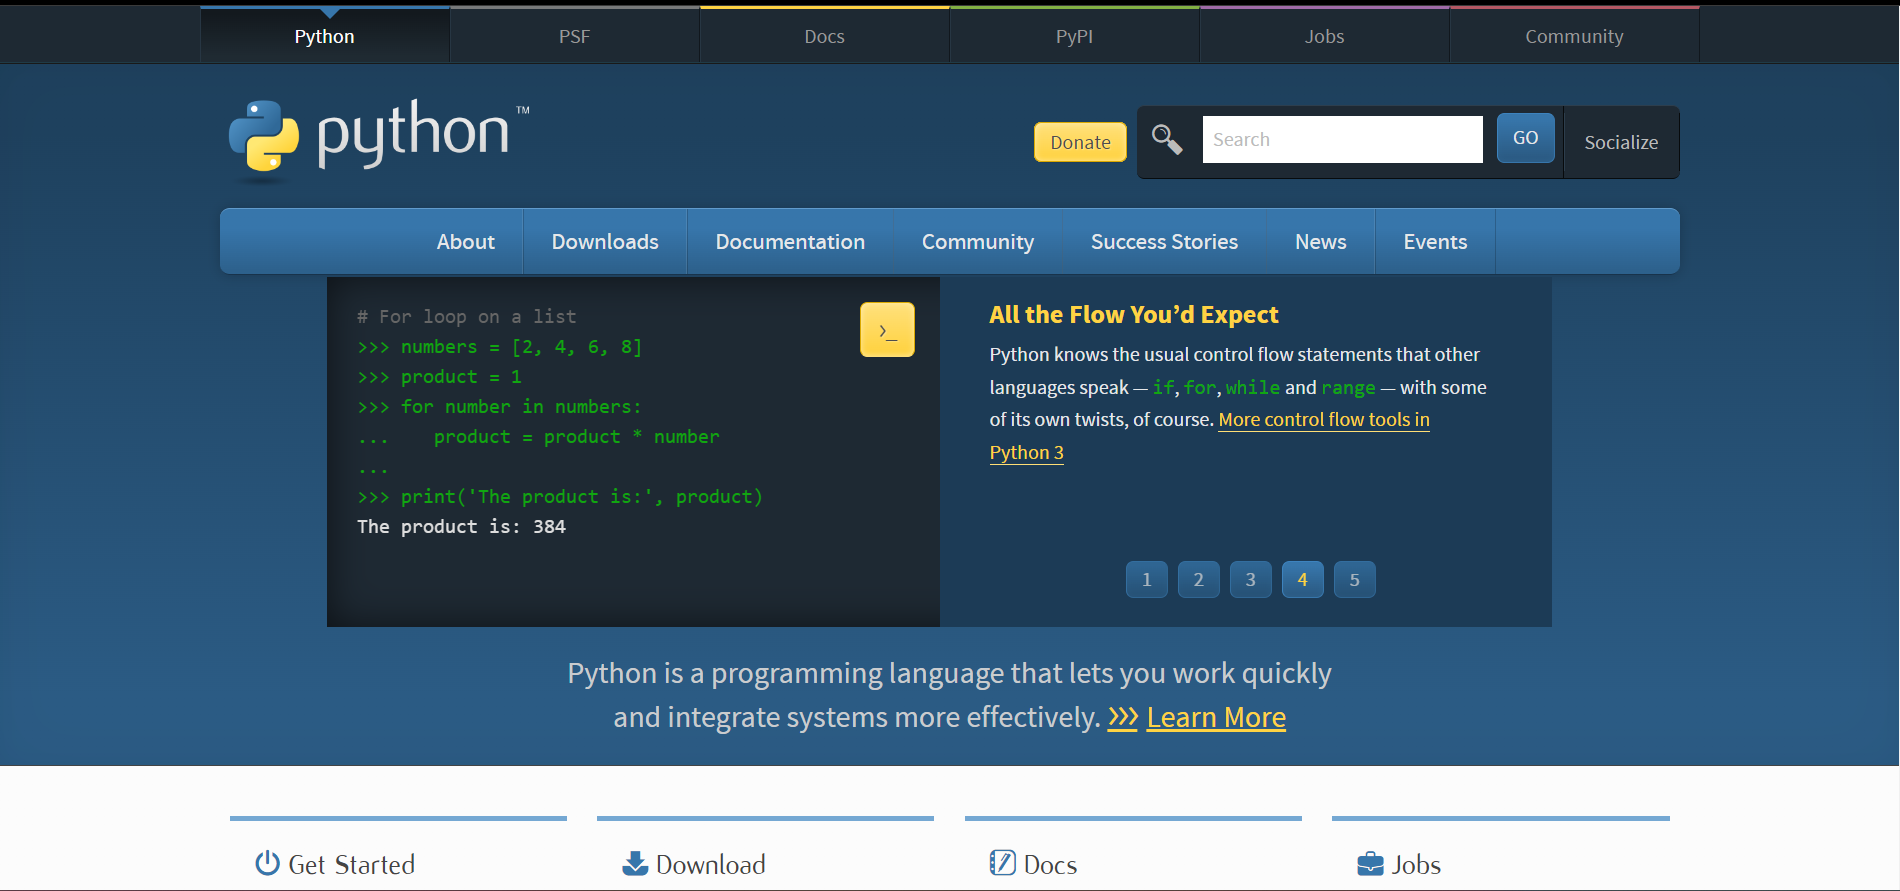 Python
PSF
Docs
PyPI
Jobs
Community
python™
Donate
Search
GO
Socialize
About
Downloads
Documentation
Community
Success Stories
News
Events
# For loop on a list
>>> numbers = [2, 4, 6, 8]
>>> product = 1
>>> for number in numbers:
...    product = product * number
...
>>> print('The product is:', product)
The product is: 384
>_
All the Flow You’d Expect
Python knows the usual control flow statements that other
languages speak — if, for, while and range — with some
of its own twists, of course. More control flow tools in
Python 3
1
2
3
4
5
Python is a programming language that lets you work quickly
and integrate systems more effectively. >>> Learn More
Get Started
Download
Docs
Jobs